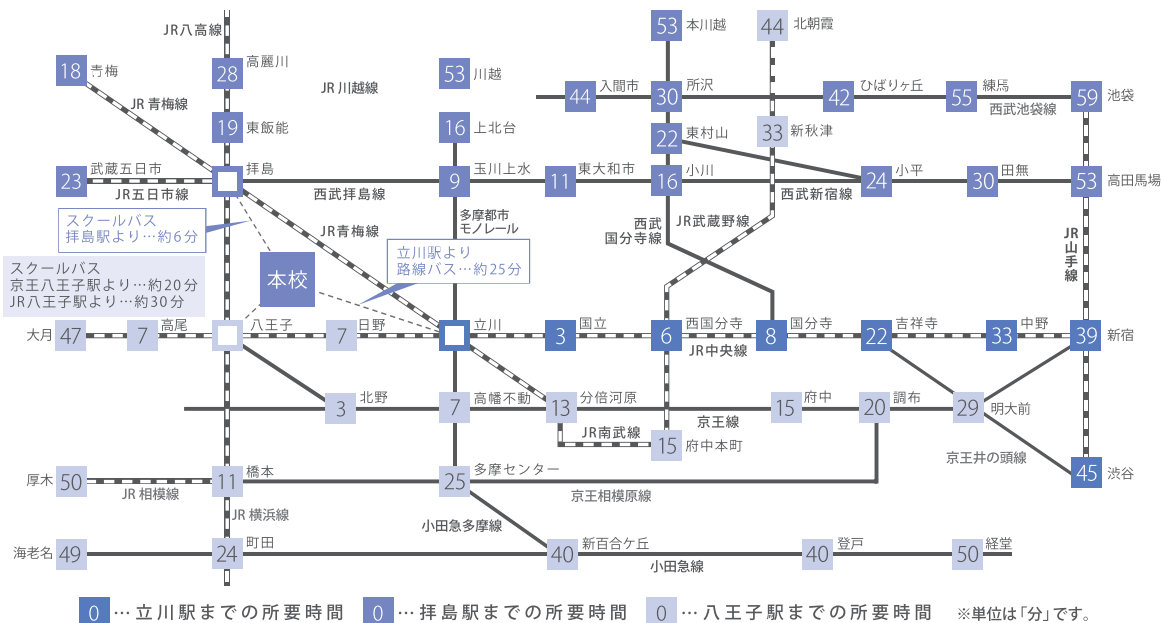 JR八高線
18
青梅
28
高麗川
53
川越
53
本川越
44
北朝霞
JR川越線
JR青梅線
44
入間市
30
所沢
42
ひばりヶ丘
55
練馬
59
池袋
西武池袋線
19
東飯能
16
上北台
22
東村山
33
新秋津
23
武蔵五日市
JR五日市線
拝島
西武拝島線
9
玉川上水
11
東大和市
16
小川
西武新宿線
24
小平
30
田無
53
高田馬場
スクールバス
拝島駅より…約6分
JR青梅線
多摩都市
モノレール
西武
国分寺線
JR武蔵野線
JR
山手線
スクールバス
京王八王子駅より…約20分
JR八王子駅より…約30分
本校
立川駅より
路線バス…約25分
大月
47
7
高尾
八王子
7
日野
立川
3
国立
6
西国分寺
JR中央線
8
国分寺
22
吉祥寺
33
中野
39
新宿
3
北野
7
高幡不動
13
分倍河原
京王線
15
府中
20
調布
29
明大前
JR南武線
15
府中本町
京王井の頭線
45
渋谷
厚木
50
JR相模線
11
橋本
25
多摩センター
京王相模原線
JR横浜線
小田急多摩線
海老名
49
24
町田
40
新百合ケ丘
小田急線
40
登戸
50
経堂
0…立川駅までの所要時間
0…拝島駅までの所要時間
0…八王子駅までの所要時間
※単位は「分」です。